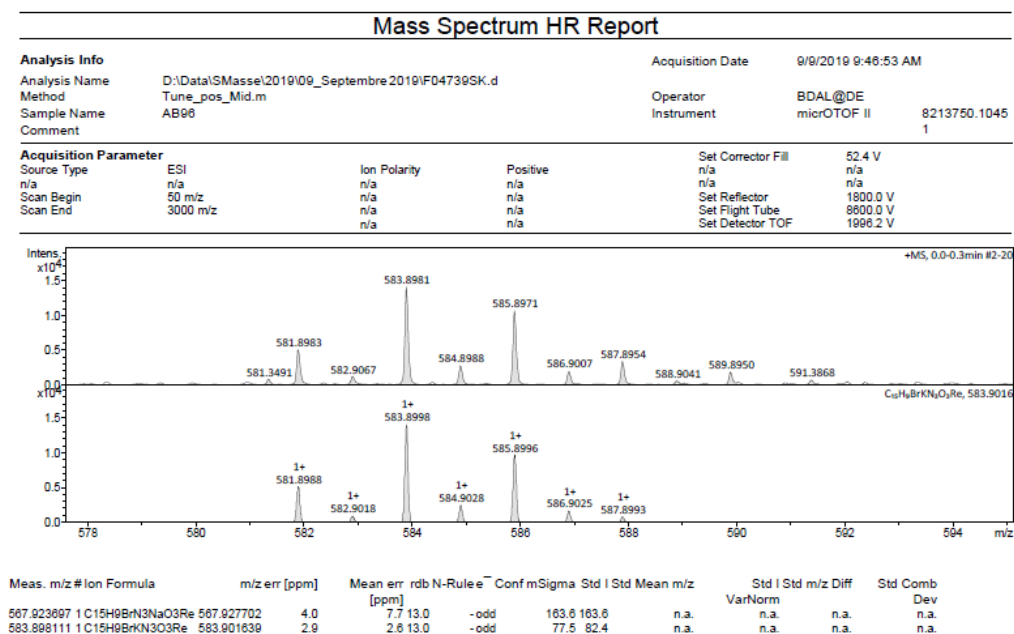 Mass Spectrum HR Report
Analysis Info Acquisition Date 9/9/2019 9:46:53 AM
Analysis Name D:\Data\SMasse\2019\09_Septembre2019\F04739SK.d
Method Tune_pos_Mid.m Operator BDAL@DE
Sample Name AB96 Instrument micrOTOF II 8213750.1045
Comment 1
Acquisition Parameter Set Corrector Fill 52.4 V
Source Type ESI Ion Polarity Positive n/a n/a
n/a n/a n/a n/a n/a n/a
Scan Begin 50 m/z n/a n/a Set Reflector 1800.0 V
Scan End 3000 m/z n/a n/a Set Flight Tube 8600.0 V
n/a n/a Set Detector TOF 1996.2 V
Intens. +MS, 0.0-0.3min #2-20
x10⁴
583.8981
1.5
585.8971
1.0
581.8983
0.5
581.3491 582.9067 584.8988 586.9007 587.8954 588.9041 589.8950 591.3868
0.0
x10⁴ C₁₅H₉BrKN₃O₃Re, 583.9016
1+
583.8998
1.5
1+
585.8996
1.0
1+
581.8988
0.5
1+
582.9018
1+
584.9028
1+
586.9025
1+
587.8993
0.0
578 580 582 584 586 588 590 592 594 m/z
Meas. m/z # Ion Formula m/z err [ppm] Mean err rdb N-Rule e⁻ Conf mSigma Std I Std Mean m/z Std I Std m/z Diff Std Comb
[ppm] VarNorm Dev
567.923697 1 C15H9BrN3NaO3Re 567.927702 4.0 7.7 13.0 - odd 163.6 163.6 n.a. n.a. n.a. n.a.
583.898111 1 C15H9BrKN3O3Re 583.901639 2.9 2.6 13.0 - odd 77.5 82.4 n.a. n.a. n.a. n.a.